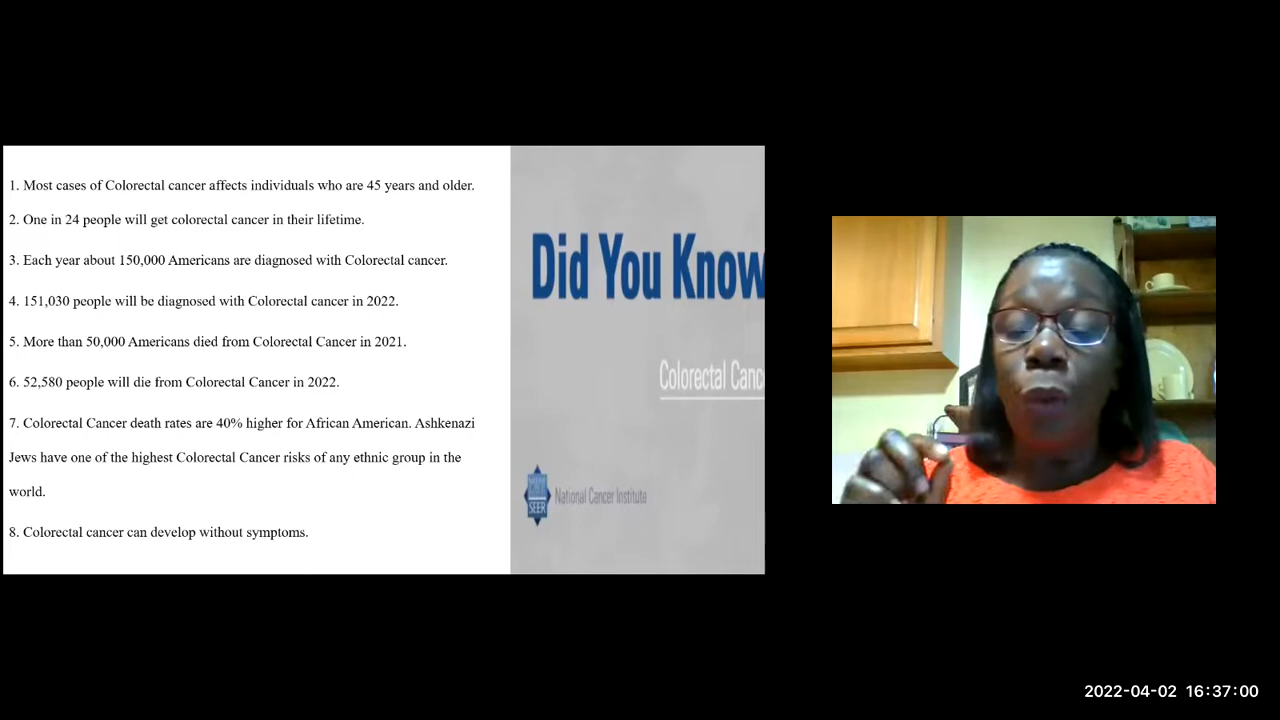 1. Most cases of Colorectal cancer affects individuals who are 45 years and older.
2. One in 24 people will get colorectal cancer in their lifetime.
3. Each year about 150,000 Americans are diagnosed with Colorectal cancer.
4. 151,030 people will be diagnosed with Colorectal cancer in 2022.
5. More than 50,000 Americans died from Colorectal Cancer in 2021.
6. 52,580 people will die from Colorectal Cancer in 2022.
7. Colorectal Cancer death rates are 40% higher for African American. Ashkenazi
Jews have one of the highest Colorectal Cancer risks of any ethnic group in the
world.
8. Colorectal cancer can develop without symptoms.
Did You Know
Colorectal Canc
SEER
National Cancer Institute
2022-04-02 16:37:00